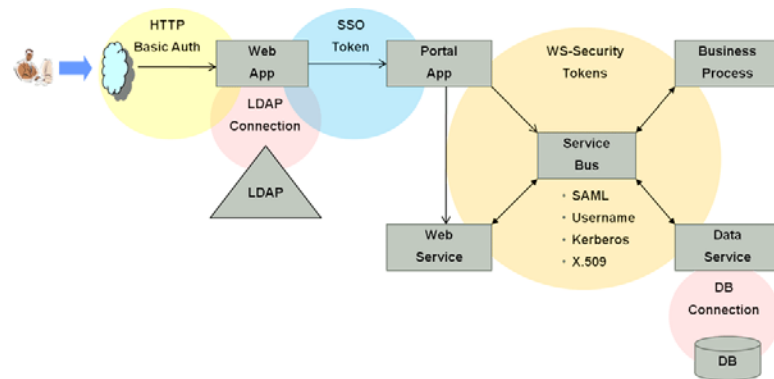 HTTP
Basic Auth
SSO
Token
WS-Security
Tokens
Web
App
Portal
App
Business
Process
LDAP
Connection
LDAP
Service
Bus
• SAML
• Username
• Kerberos
• X.509
Web
Service
Data
Service
DB
Connection
DB